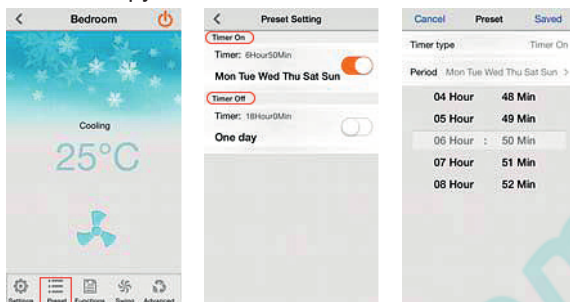 Bedroom
Cooling
25°C
Settings Preset Functions Swing Advanced
Preset Setting
Timer On
Timer: 6Hour50Min
Mon Tue Wed Thu Sat Sun
Timer Off
Timer: 18Hour0Min
One day
Cancel Preset Saved
Timer type Timer On
Period Mon Tue Wed Thu Sat Sun >
04 Hour 48 Min
05 Hour 49 Min
06 Hour : 50 Min
07 Hour 51 Min
08 Hour 52 Min